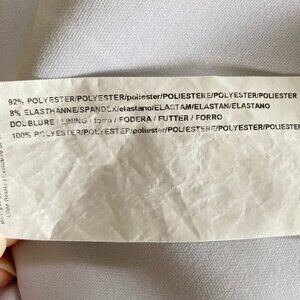 92% POLYESTER/POLYESTER/poliester/POLIESTERE/POLYESTER/POLIESTER
8% ELASTHANNE/SPANDEX/elastano/ELASTAM/ELASTAN/ELASTANO
DOUBLURE / LINING / forro / FODERA / FUTTER / FORRO
100% POLYESTER/POLYESTER/poliester/POLIESTERE/POLYESTER/POLIESTER